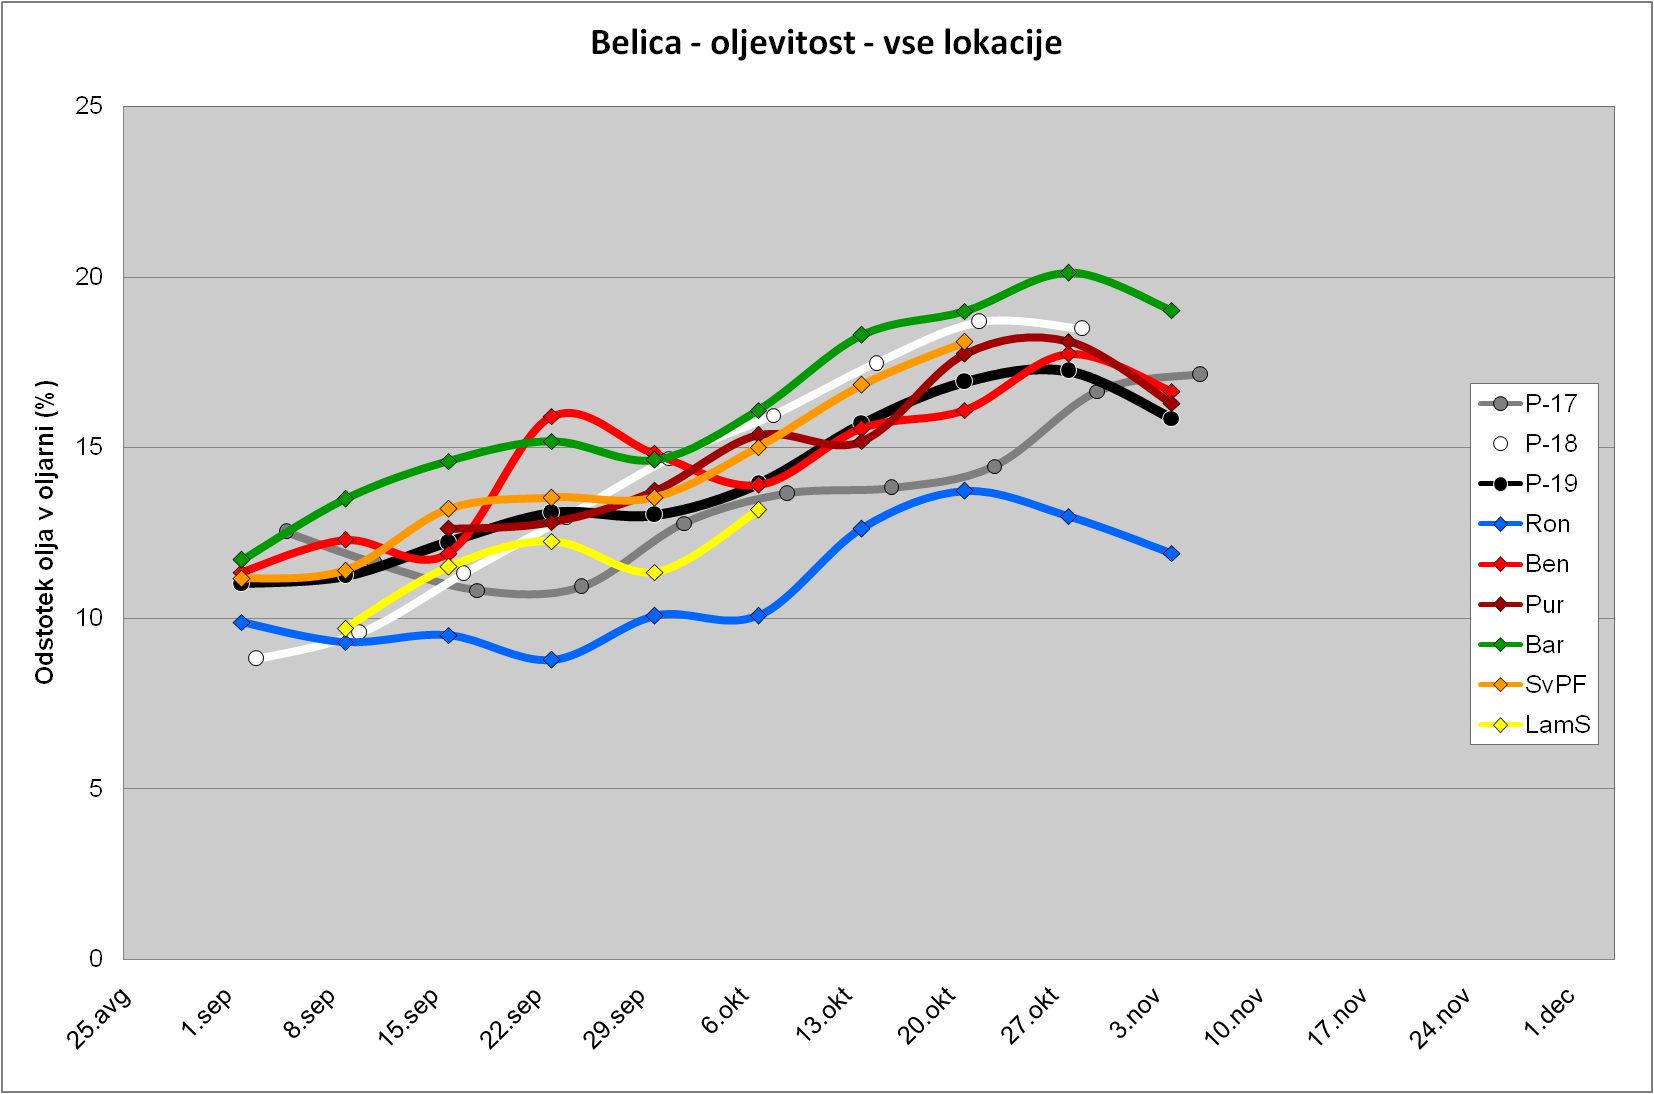 Belica - oljevitost - vse lokacije
Odstotek olja v oljarni (%)
25
20
15
10
5
0
25.avg
1.sep
8.sep
15.sep
22.sep
29.sep
6.okt
13.okt
20.okt
27.okt
3.nov
10.nov
17.nov
24.nov
1.dec
P-17
P-18
P-19
Ron
Ben
Pur
Bar
SvPF
LamS